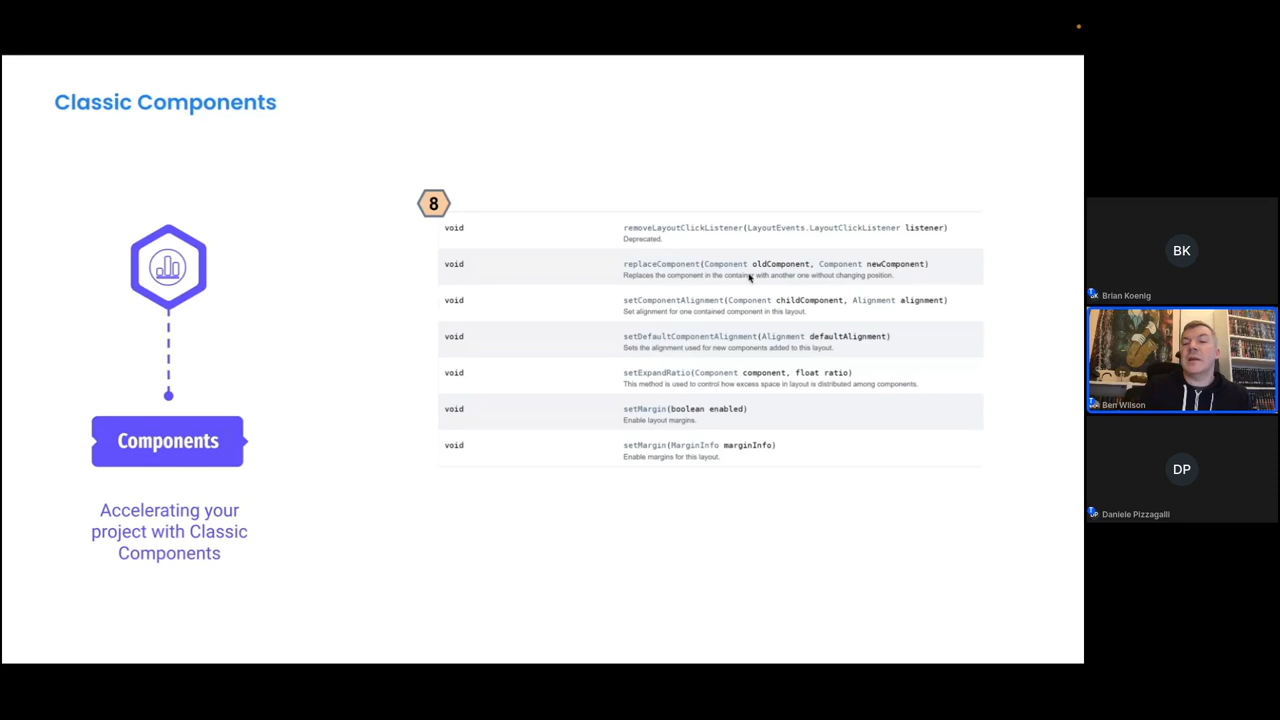 Classic Components
8
void removeLayoutClickListener(LayoutEvents.LayoutClickListener listener)
Deprecated.
void replaceComponent(Component oldComponent, Component newComponent)
Replaces the component in the container with another one without changing position.
void setComponentAlignment(Component childComponent, Alignment alignment)
Set alignment for one contained component in this layout.
void setDefaultComponentAlignment(Alignment defaultAlignment)
Sets the alignment used for new components added to this layout.
void setExpandRatio(Component component, float ratio)
This method is used to control how excess space in layout is distributed among components.
void setMargin(boolean enabled)
Enable layout margins.
void setMargin(MarginInfo marginInfo)
Enable margins for this layout.
Components
Accelerating your
project with Classic
Components
BK
Brian Koenig
Ben Wilson
DP
Daniele Pizzagalli